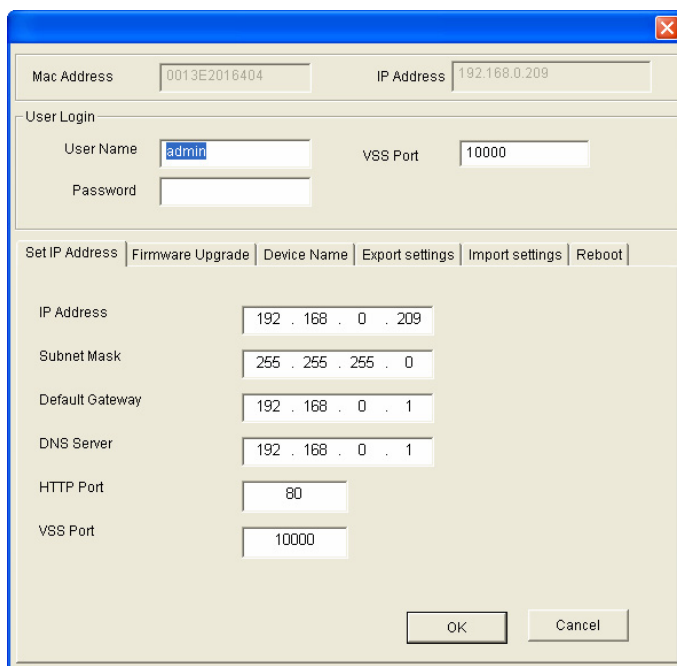 Mac Address 0013E2016404 IP Address 192.168.0.209
User Login
User Name admin VSS Port 10000
Password
Set IP Address Firmware Upgrade Device Name Export settings Import settings Reboot
IP Address 192 . 168 . 0 . 209
Subnet Mask 255 . 255 . 255 . 0
Default Gateway 192 . 168 . 0 . 1
DNS Server 192 . 168 . 0 . 1
HTTP Port 80
VSS Port 10000
OK Cancel